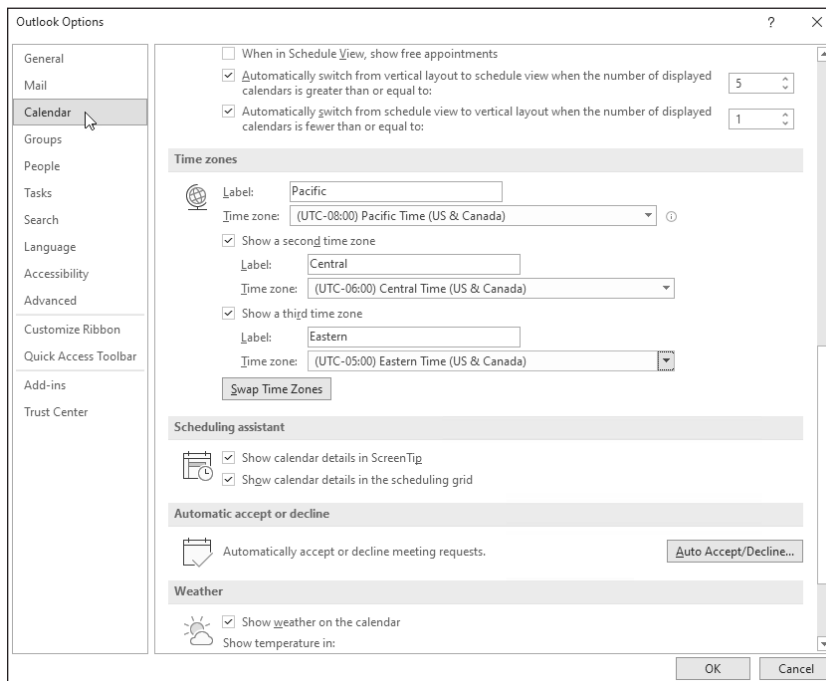 Outlook Options
?
General
Mail
Calendar
Groups
People
Tasks
Search
Language
Accessibility
Advanced
Customize Ribbon
Quick Access Toolbar
Add-ins
Trust Center
When in Schedule View, show free appointments
Automatically switch from vertical layout to schedule view when the number of displayed
calendars is greater than or equal to:
5
Automatically switch from schedule view to vertical layout when the number of displayed
calendars is fewer than or equal to:
1
Time zones
Label: Pacific
Time zone: (UTC-08:00) Pacific Time (US & Canada)
Show a second time zone
Label: Central
Time zone: (UTC-06:00) Central Time (US & Canada)
Show a third time zone
Label: Eastern
Time zone: (UTC-05:00) Eastern Time (US & Canada)
Swap Time Zones
Scheduling assistant
Show calendar details in ScreenTip
Show calendar details in the scheduling grid
Automatic accept or decline
Automatically accept or decline meeting requests.
Auto Accept/Decline...
Weather
Show weather on the calendar
Show temperature in:
OK
Cancel